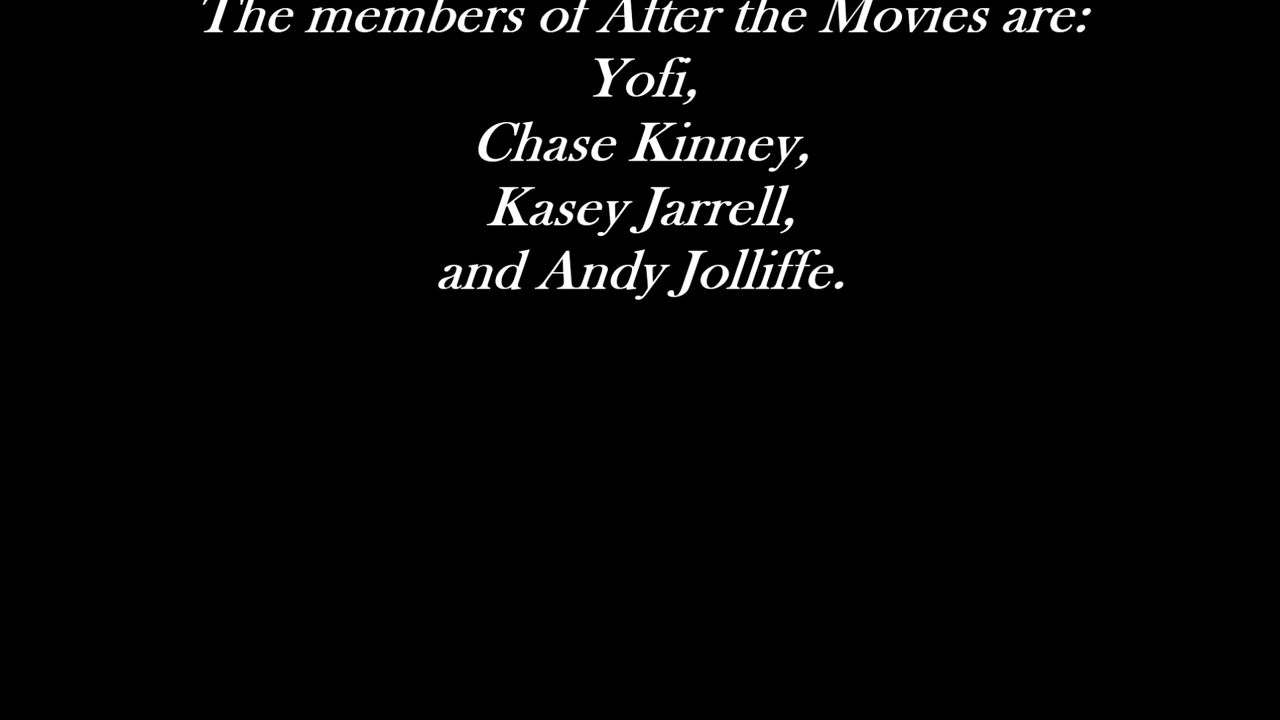 The members of After the Movies are:
Yofi,
Chase Kinney,
Kasey Jarrell,
and Andy Jolliffe.